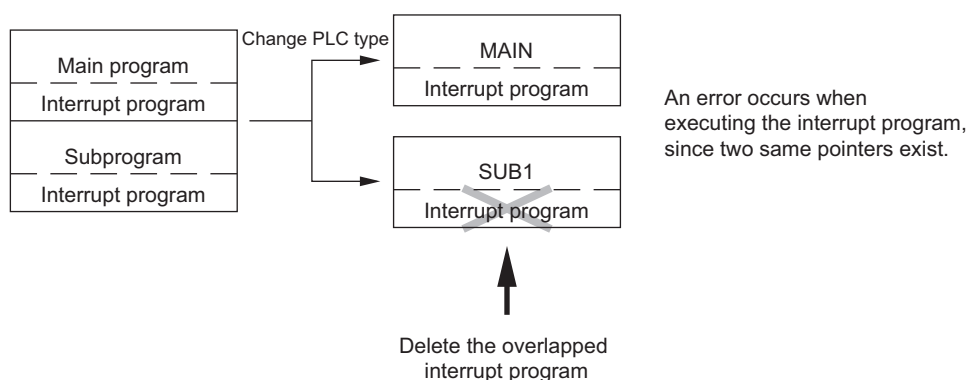 Change PLC type
Main program
Interrupt program
Subprogram
Interrupt program
MAIN
Interrupt program
SUB1
Interrupt program
An error occurs when
executing the interrupt program,
since two same pointers exist.
Delete the overlapped
interrupt program